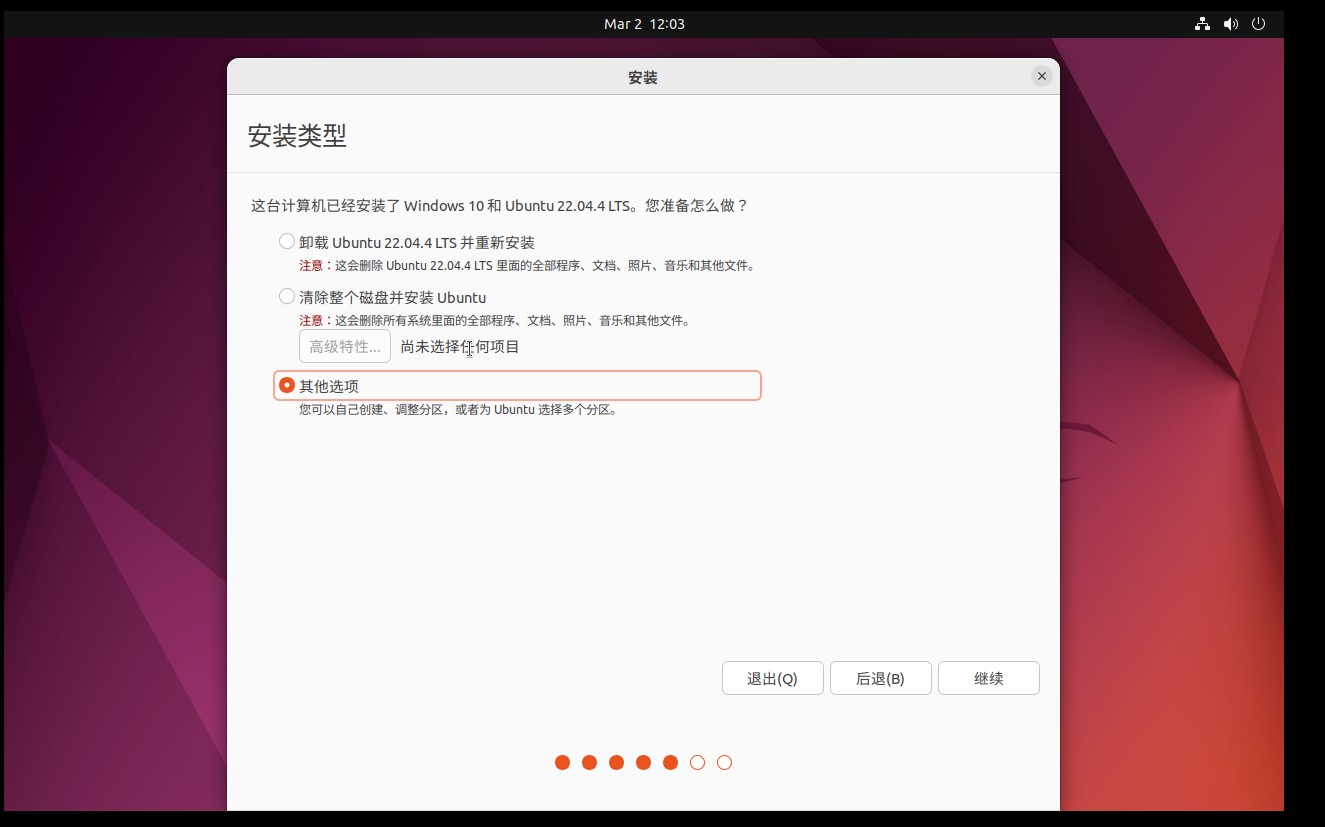 Mar 2 12:03
安装
安装类型
这台计算机已经安装了 Windows 10 和 Ubuntu 22.04.4 LTS。您准备怎么做？
卸载 Ubuntu 22.04.4 LTS 并重新安装
注意：这会删除 Ubuntu 22.04.4 LTS 里面的全部程序、文档、照片、音乐和其他文件。
清除整个磁盘并安装 Ubuntu
注意：这会删除所有系统里面的全部程序、文档、照片、音乐和其他文件。
高级特性... 尚未选择任何项目
其他选项
您可以自己创建、调整分区，或者为 Ubuntu 选择多个分区。
退出(Q) 后退(B) 继续